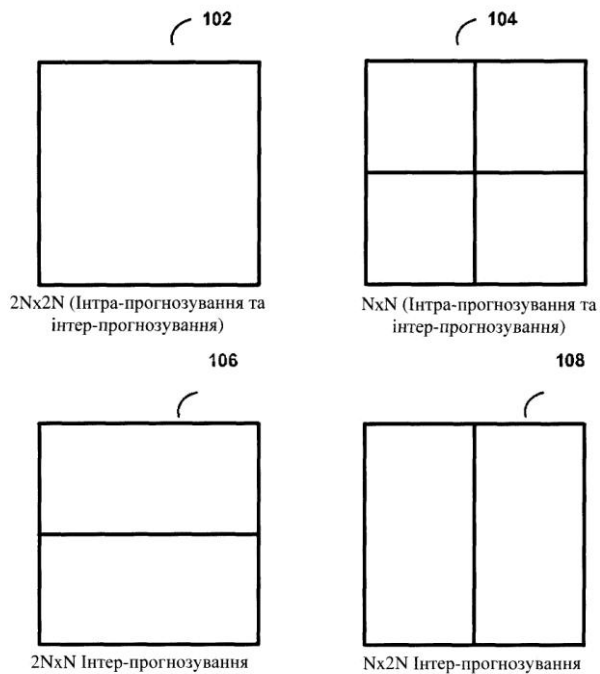 102
104
2Nx2N (Інтра-прогнозування та
інтер-прогнозування)
NxN (Інтра-прогнозування та
інтер-прогнозування)
106
108
2NxN Інтер-прогнозування
Nx2N Інтер-прогнозування